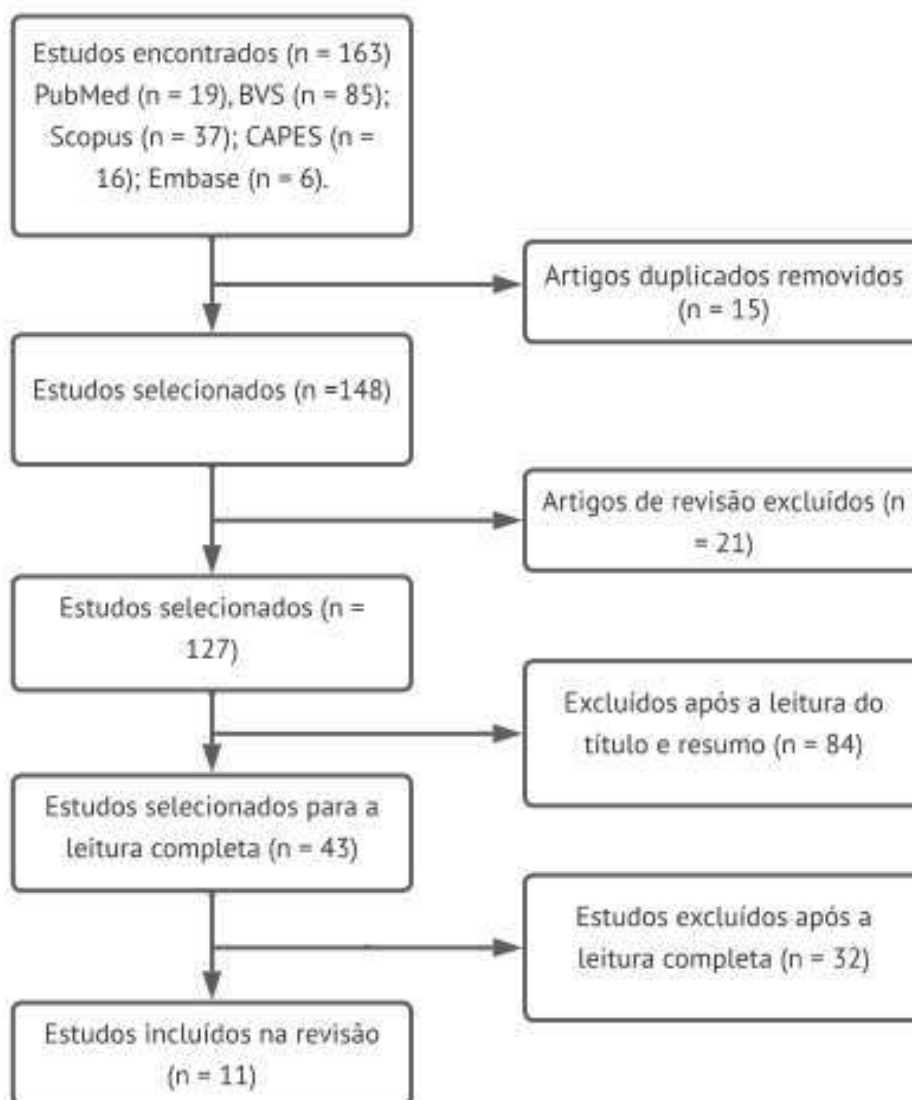 Estudos encontrados (n = 163)
PubMed (n = 19), BVS (n = 85);
Scopus (n = 37); CAPES (n =
16); Embase (n = 6).
Artigos duplicados removidos
(n = 15)
Estudos selecionados (n =148)
Artigos de revisão excluídos (n
= 21)
Estudos selecionados (n =
127)
Excluídos após a leitura do
título e resumo (n = 84)
Estudos selecionados para a
leitura completa (n = 43)
Estudos excluídos após a
leitura completa (n = 32)
Estudos incluídos na revisão
(n = 11)